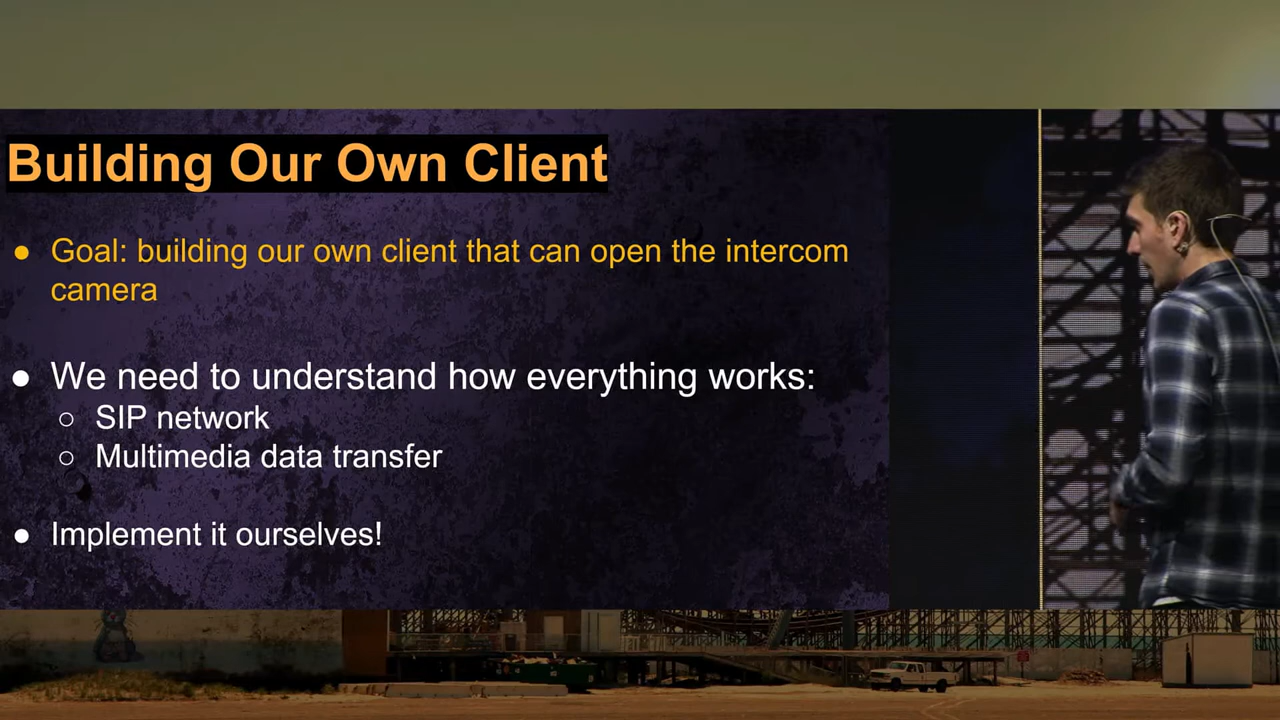 Building Our Own Client
● Goal: building our own client that can open the intercom
camera
● We need to understand how everything works:
○ SIP network
○ Multimedia data transfer
● Implement it ourselves!